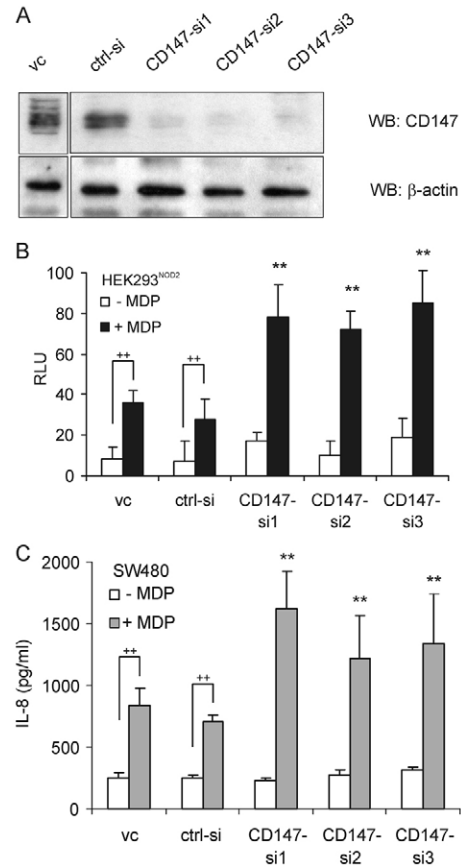 A
vc
ctrl-si
CD147-si1
CD147-si2
CD147-si3
WB: CD147
WB: β-actin
B
HEK293NOD2
- MDP
+ MDP
RLU
100
80
60
40
20
0
++
++
**
**
**
vc
ctrl-si
CD147-si1
CD147-si2
CD147-si3
C
SW480
- MDP
+ MDP
IL-8 (pg/ml)
2000
1500
1000
500
0
++
++
**
**
**
vc
ctrl-si
CD147-si1
CD147-si2
CD147-si3